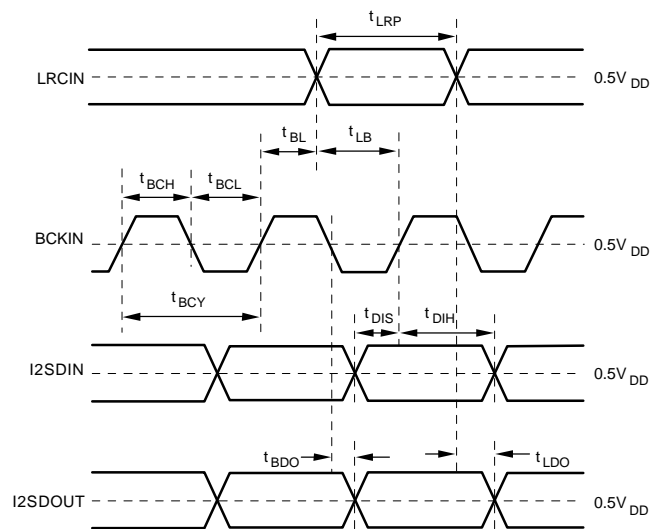 tLRP
LRCIN
0.5VDD
tBL
tLB
tBCH
tBCL
BCKIN
0.5VDD
tBCY
tDIS
tDIH
I2SDIN
0.5VDD
tBDO
tLDO
I2SDOUT
0.5VDD